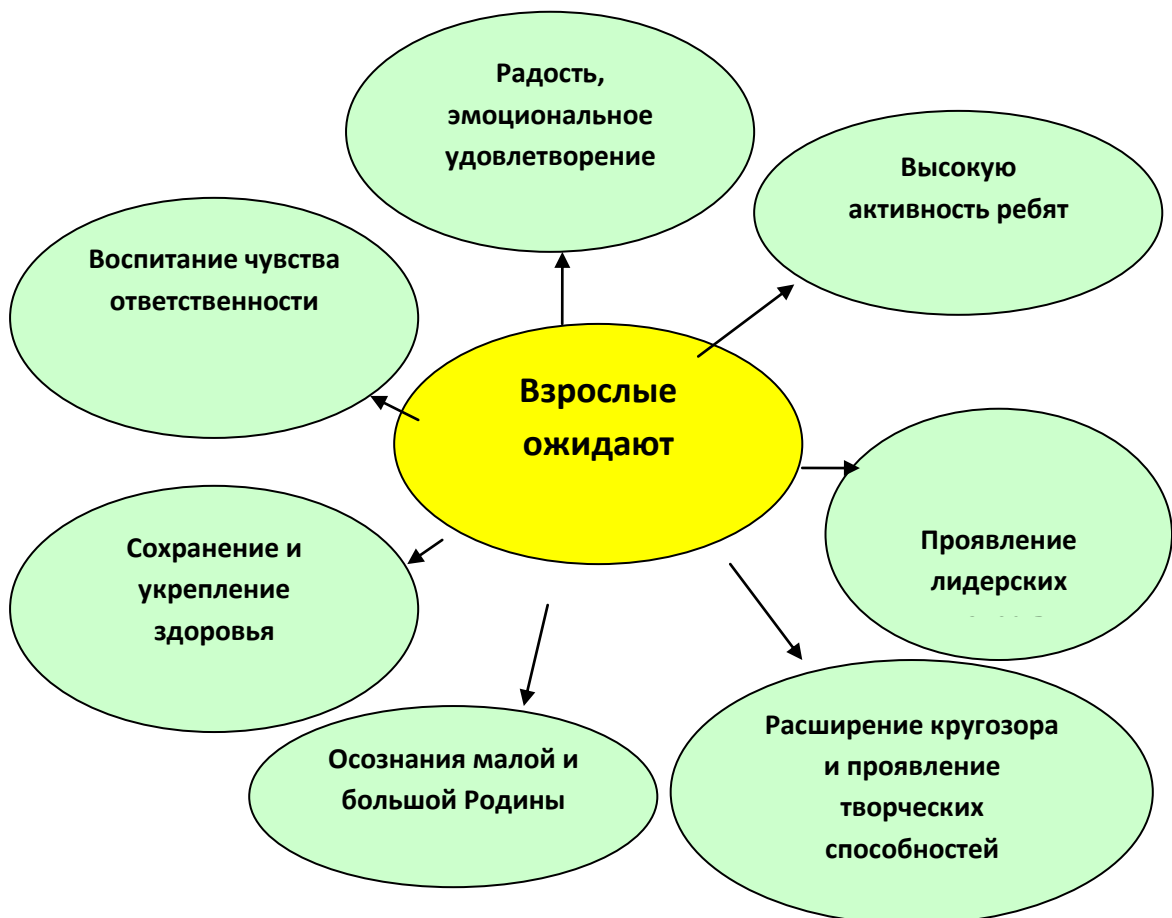 Радость,
эмоциональное
удовлетворение
Высокую
активность ребят
Воспитание чувства
ответственности
Взрослые
ожидают
Проявление
лидерских
Сохранение и
укрепление
здоровья
Осознания малой и
большой Родины
Расширение кругозора
и проявление
творческих
способностей